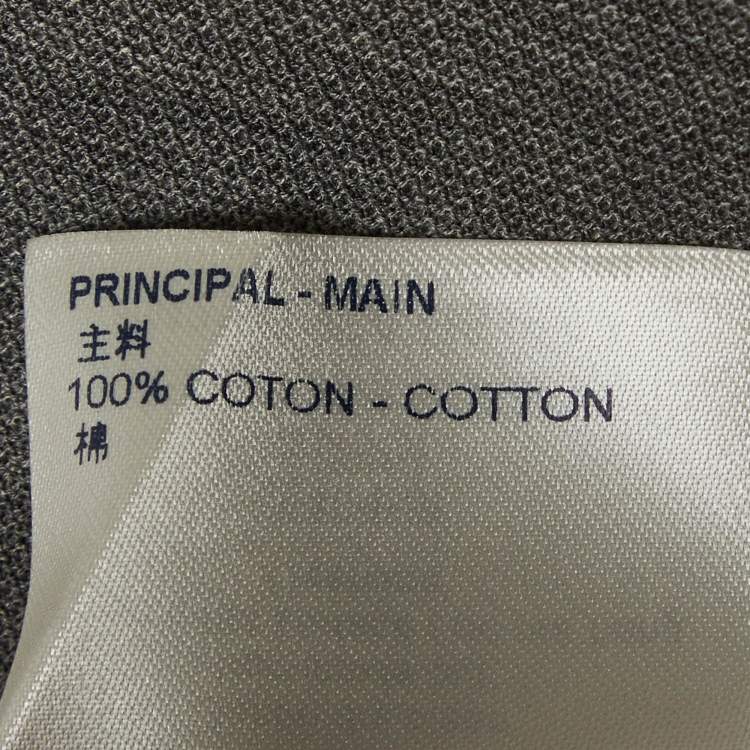 PRINCIPAL - MAIN
主料
100% COTON - COTTON
棉